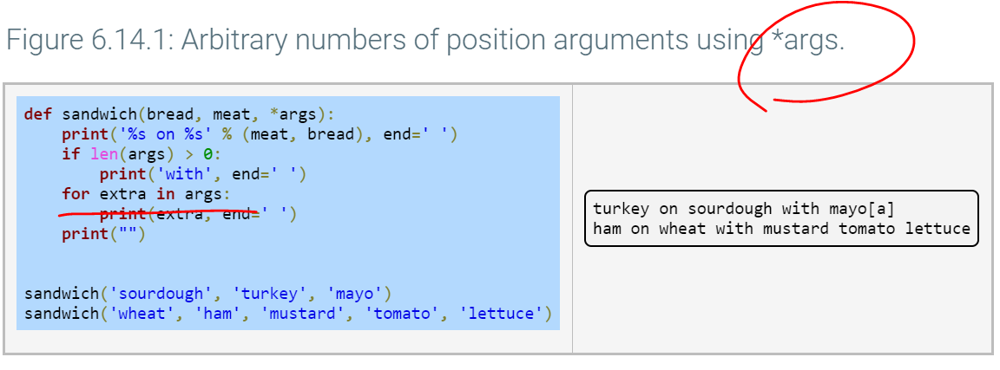 Figure 6.14.1: Arbitrary numbers of position arguments using *args.
def sandwich(bread, meat, *args):
    print('%s on %s' % (meat, bread), end=' ')
    if len(args) > 0:
        print('with', end=' ')
    for extra in args:
        print(extra, end=' ')
    print("")
sandwich('sourdough', 'turkey', 'mayo')
sandwich('wheat', 'ham', 'mustard', 'tomato', 'lettuce')
turkey on sourdough with mayo[a]
ham on wheat with mustard tomato lettuce